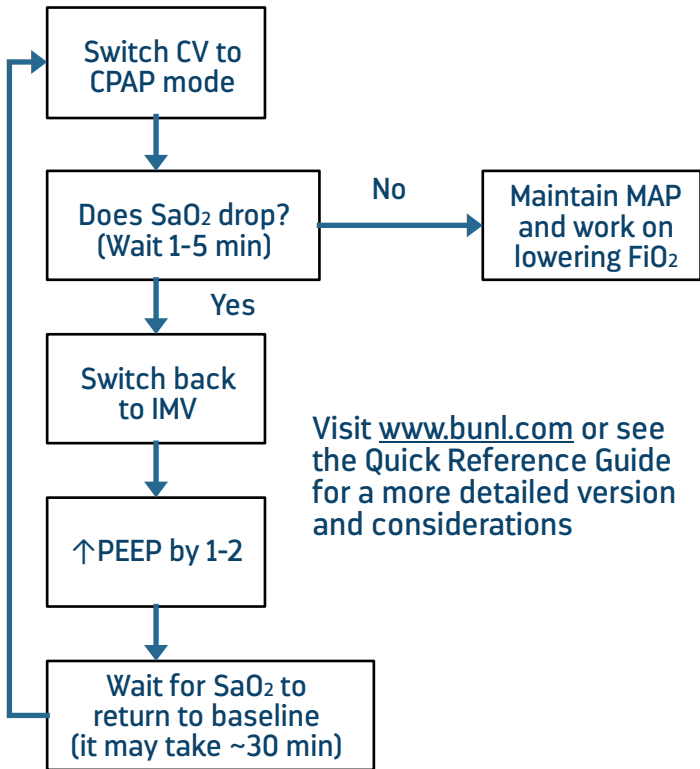 Switch CV to
CPAP mode
Does SaO₂ drop?
(Wait 1-5 min)
No
Maintain MAP
and work on
lowering FiO₂
Yes
Switch back
to IMV
Visit www.bunl.com or see
the Quick Reference Guide
for a more detailed version
and considerations
↑PEEP by 1-2
Wait for SaO₂ to
return to baseline
(it may take ~30 min)